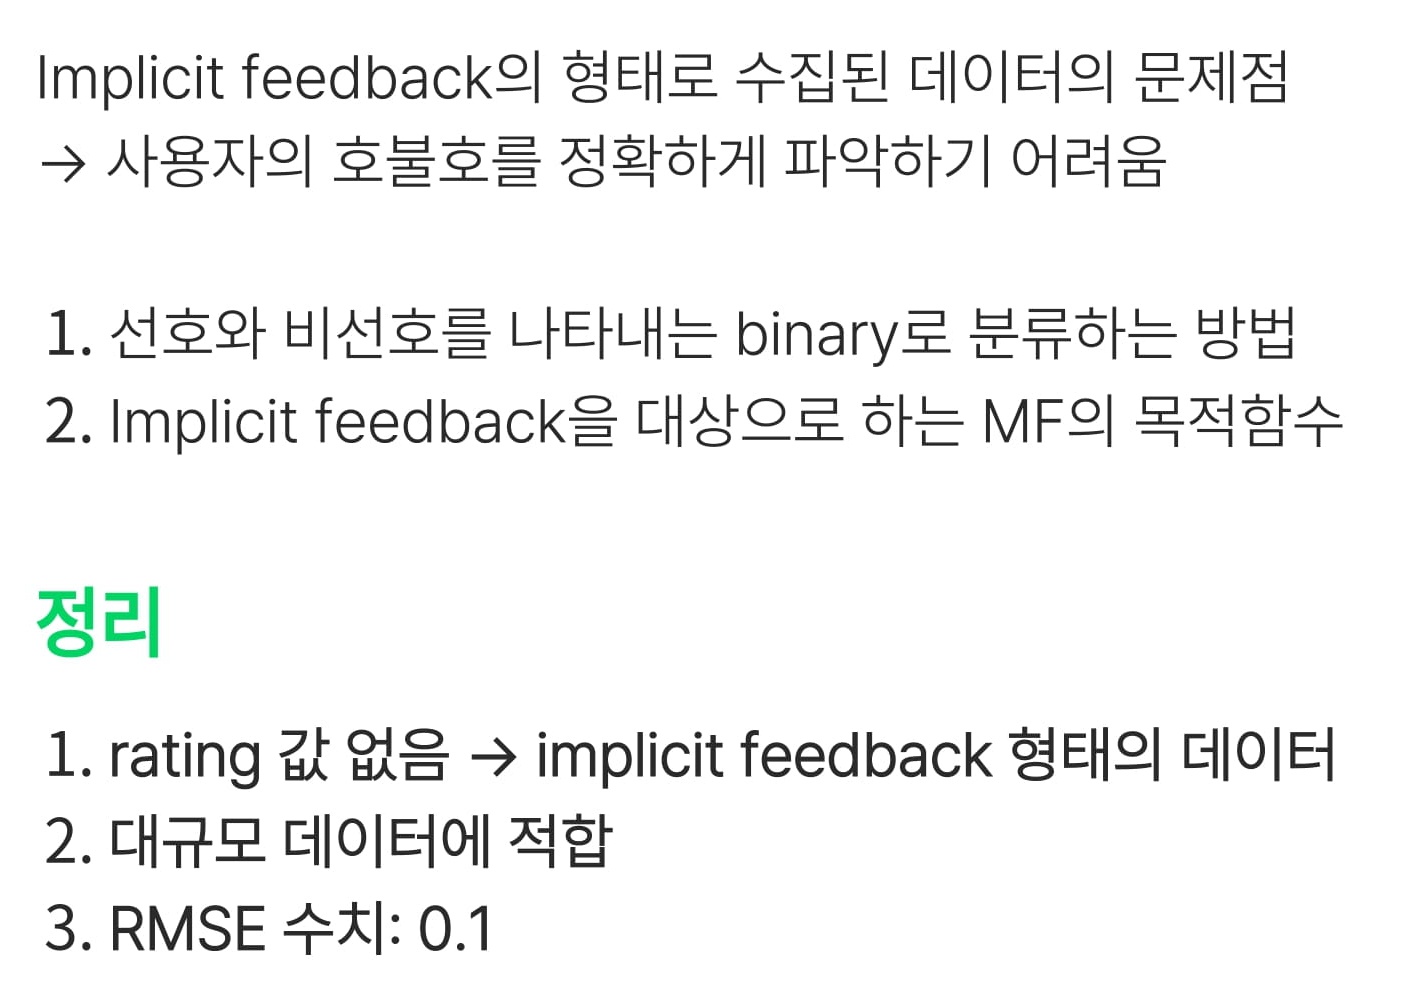 Implicit feedback의 형태로 수집된 데이터의 문제점
→ 사용자의 호불호를 정확하게 파악하기 어려움
1. 선호와 비선호를 나타내는 binary로 분류하는 방법
2. Implicit feedback을 대상으로 하는 MF의 목적함수
정리
1. rating 값 없음 → implicit feedback 형태의 데이터
2. 대규모 데이터에 적합
3. RMSE 수치: 0.1